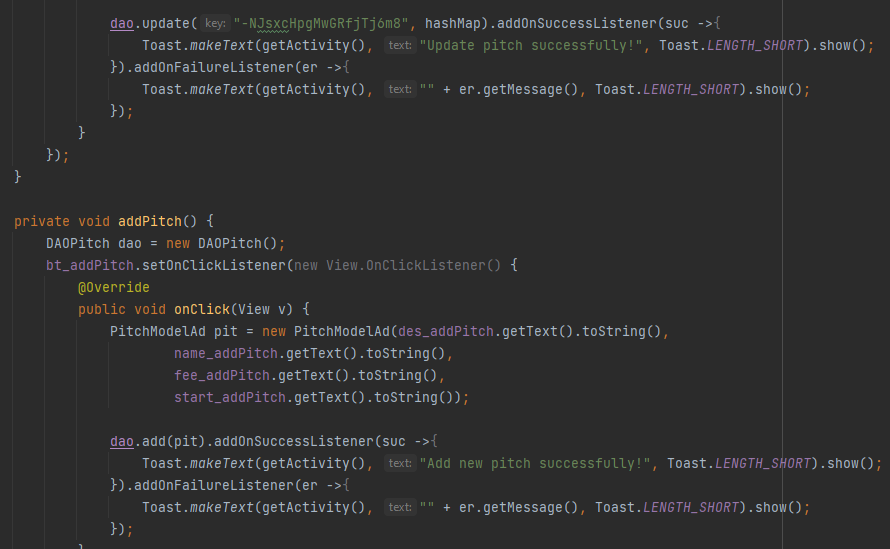 dao.update( key: "-NJsxcHpgMwGRfjTj6m8", hashMap).addOnSuccessListener(suc ->{
Toast.makeText(getActivity(), text: "Update pitch successfully!", Toast.LENGTH_SHORT).show();
}).addOnFailureListener(er ->{
Toast.makeText(getActivity(), text: "" + er.getMessage(), Toast.LENGTH_SHORT).show();
});
}
});
}
private void addPitch() {
DAOPitch dao = new DAOPitch();
bt_addPitch.setOnClickListener(new View.OnClickListener() {
@Override
public void onClick(View v) {
PitchModelAd pit = new PitchModelAd(des_addPitch.getText().toString(),
name_addPitch.getText().toString(),
fee_addPitch.getText().toString(),
start_addPitch.getText().toString());
dao.add(pit).addOnSuccessListener(suc ->{
Toast.makeText(getActivity(), text: "Add new pitch successfully!", Toast.LENGTH_SHORT).show();
}).addOnFailureListener(er ->{
Toast.makeText(getActivity(), text: "" + er.getMessage(), Toast.LENGTH_SHORT).show();
});
}